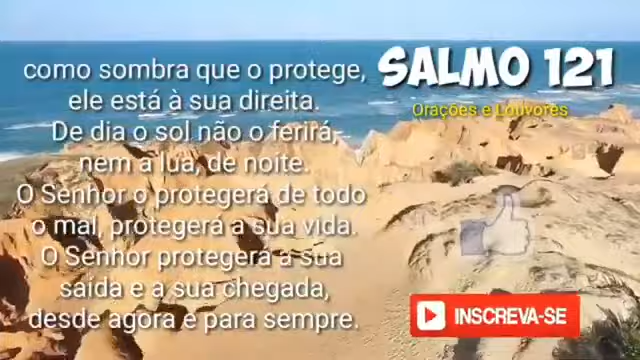 SALMO 121
Orações e Louvores
como sombra que o protege,
ele está à sua direita.
De dia o sol não o ferirá,
nem a lua, de noite.
O Senhor o protegerá de todo
o mal, protegerá a sua vida.
O Senhor protegerá a sua
saída e a sua chegada,
desde agora e para sempre.
INSCREVA-SE